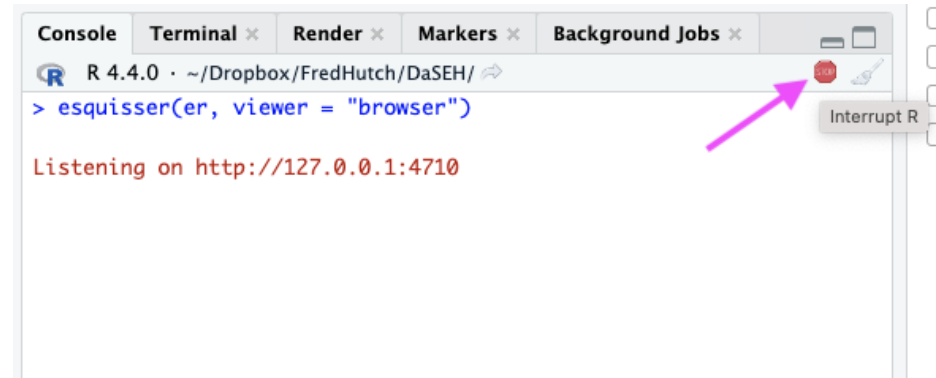 Console Terminal × Render × Markers × Background Jobs ×
R R 4.4.0 · ~/Dropbox/FredHutch/DaSEH/
STOP
Interrupt R
> esquisser(er, viewer = "browser")
Listening on http://127.0.0.1:4710